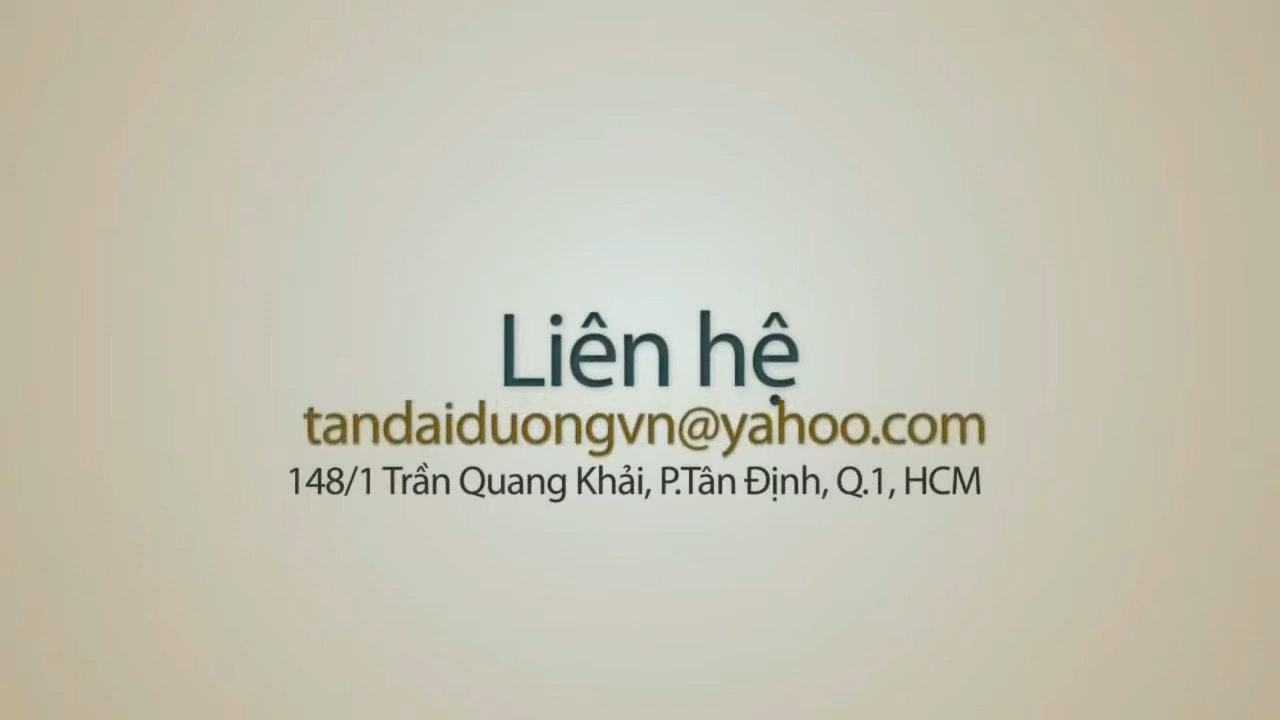 Liên hệ
tandaiduongvn@yahoo.com
148/1 Trần Quang Khải, P.Tân Định, Q.1, HCM